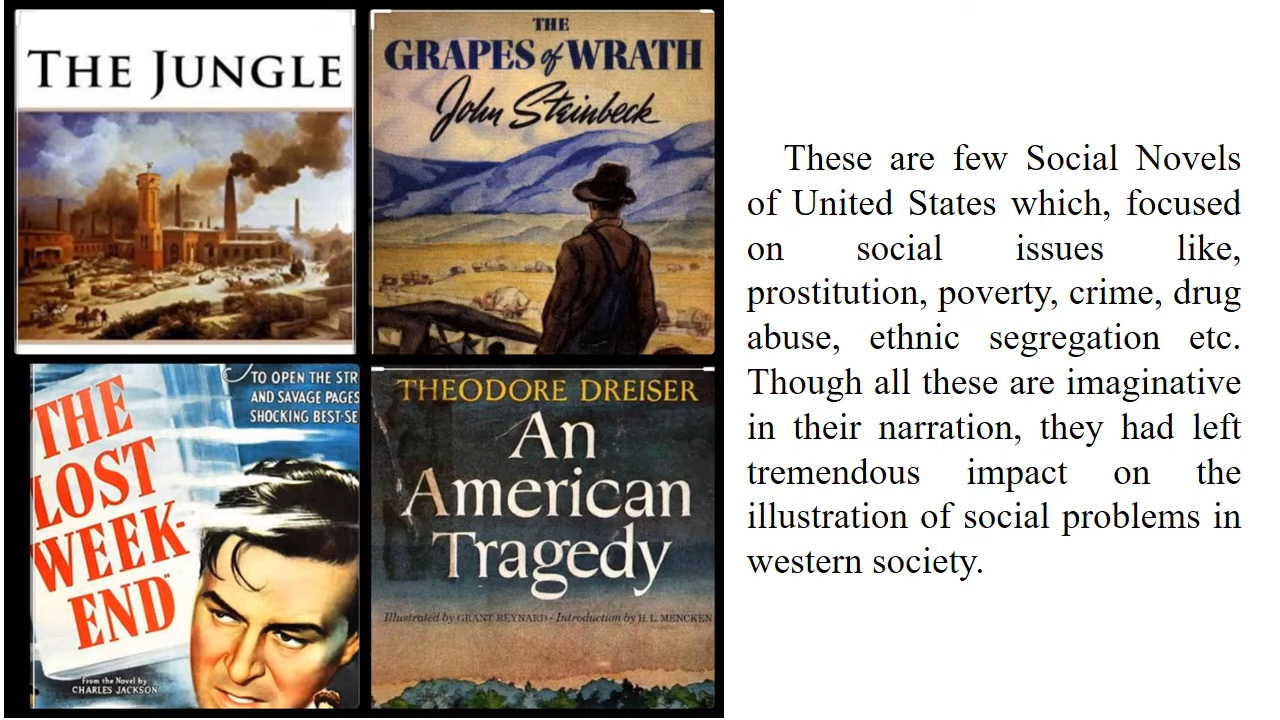 THE JUNGLE
THE
GRAPES of WRATH
John Steinbeck
THE
LOST
WEEK-
END"
TO OPEN THE STR
AND SAVAGE PAGES
SHOCKING BEST-SE
From the Novel by
CHARLES JACKSON
THEODORE DREISER
An
American
Tragedy
Illustrated by GRANT REYNARD · Introduction by H. L. MENCKEN
These are few Social Novels
of United States which, focused
on social issues like,
prostitution, poverty, crime, drug
abuse, ethnic segregation etc.
Though all these are imaginative
in their narration, they had left
tremendous impact on the
illustration of social problems in
western society.